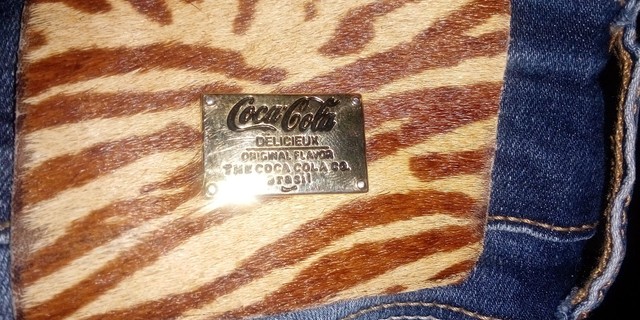 Coca-Cola
DELICIEUX
ORIGINAL FLAVOR
THE COCA COLA CO.
Brasil